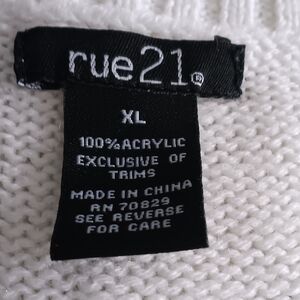 rue21®
XL
100% ACRYLIC
EXCLUSIVE OF
TRIMS
MADE IN CHINA
RN 70829
SEE REVERSE
FOR CARE